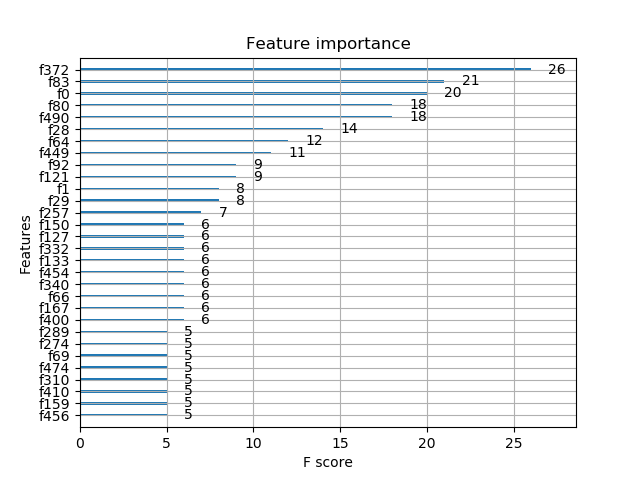 Feature importance
f372 26
f83 21
f0 20
f80 18
f490 18
f28 14
f64 12
f449 11
f92 9
f121 9
f1 8
f29 8
f257 7
f150 6
f127 6
f332 6
f133 6
f454 6
f340 6
f66 6
f167 6
f400 6
f289 5
f274 5
f69 5
f474 5
f310 5
f410 5
f159 5
f456 5
Features
0 5 10 15 20 25
F score